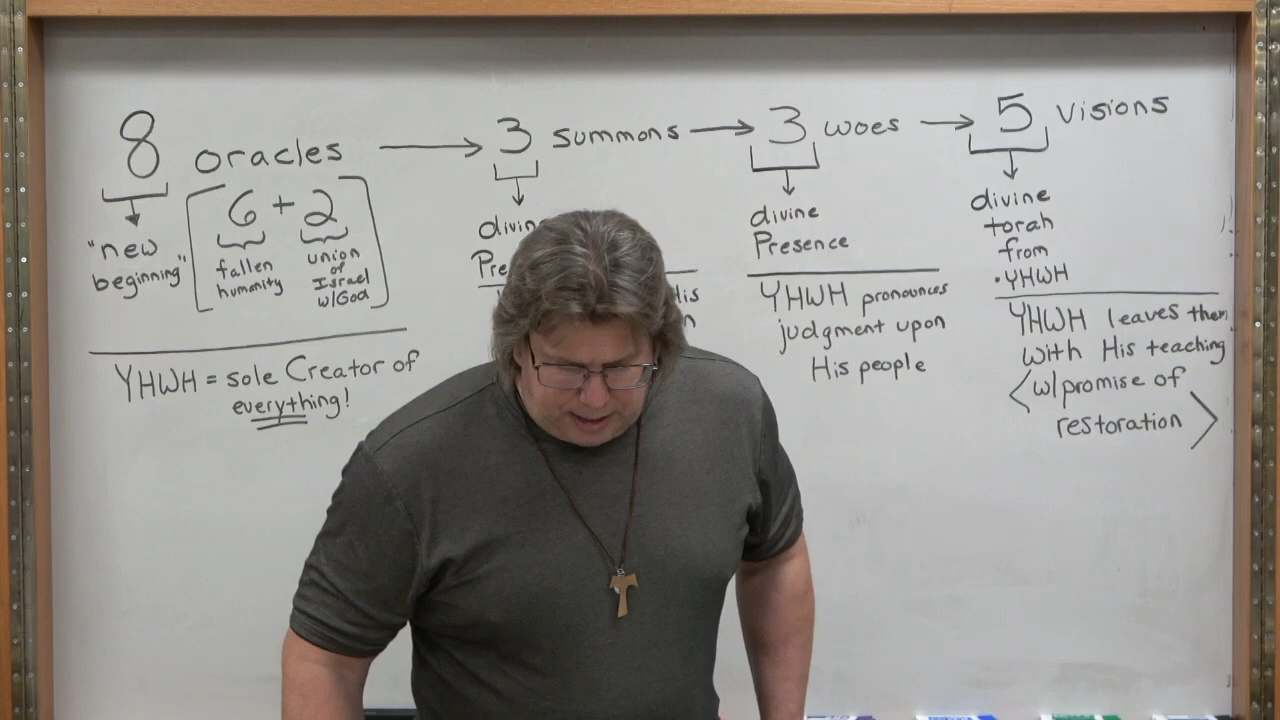 8 oracles → 3 summons → 3 woes → 5 visions
"new
beginning"
[6 + 2]
fallen
humanity
union
of
Israel
w/God
YHWH = sole Creator of
everything!
divine
Presence
YHWH pronounces
judgment upon
His people
divine
torah
from
YHWH
YHWH leaves them
with His teaching
<w/promise of
restoration>